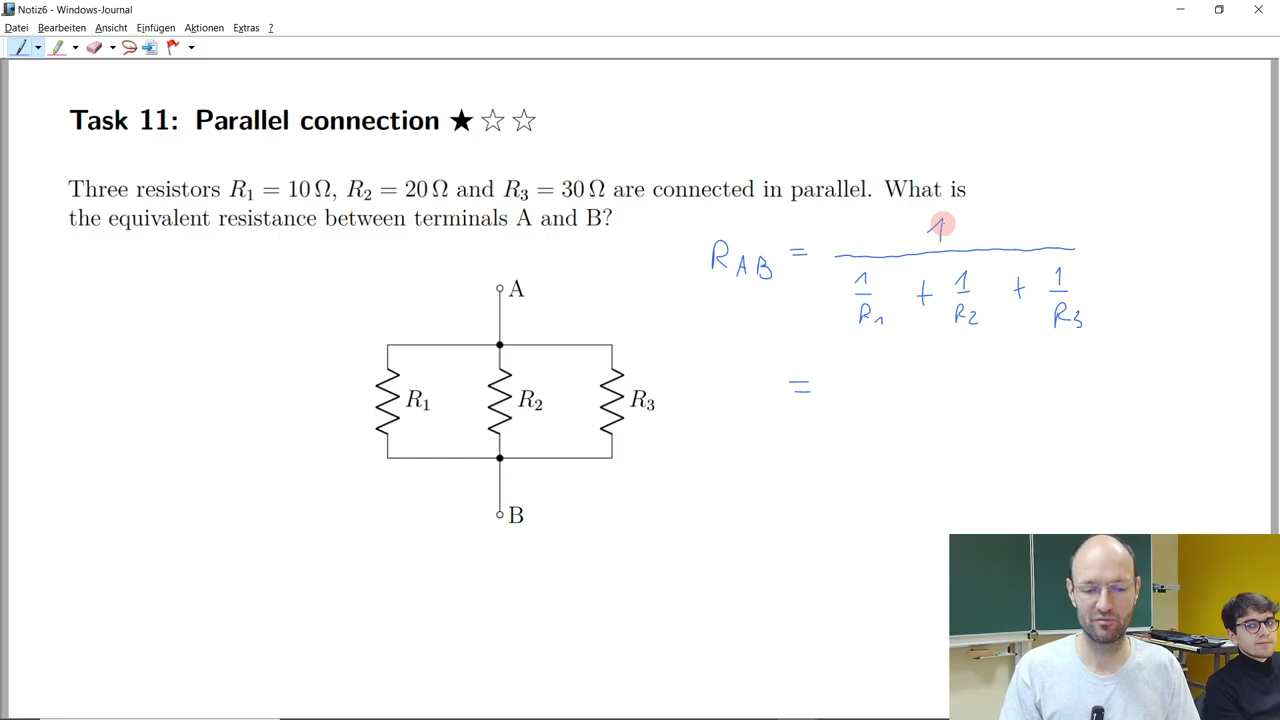 Notiz6 - Windows-Journal
Datei Bearbeiten Ansicht Einfügen Aktionen Extras ?
Task 11: Parallel connection ★☆☆
Three resistors R₁ = 10 Ω, R₂ = 20 Ω and R₃ = 30 Ω are connected in parallel. What is
the equivalent resistance between terminals A and B?
R_AB = 1 / (1/R₁ + 1/R₂ + 1/R₃)
=
A
R₁ R₂ R₃
B